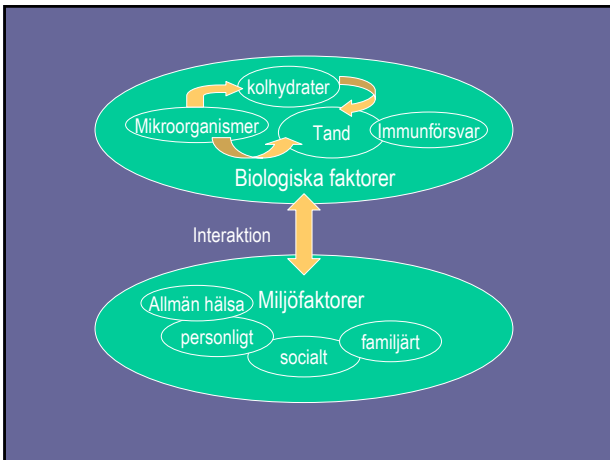 kolhydrater
Mikroorganismer
Tand
Immunförsvar
Biologiska faktorer
Interaktion
Miljöfaktorer
Allmän hälsa
personligt
socialt
familjärt